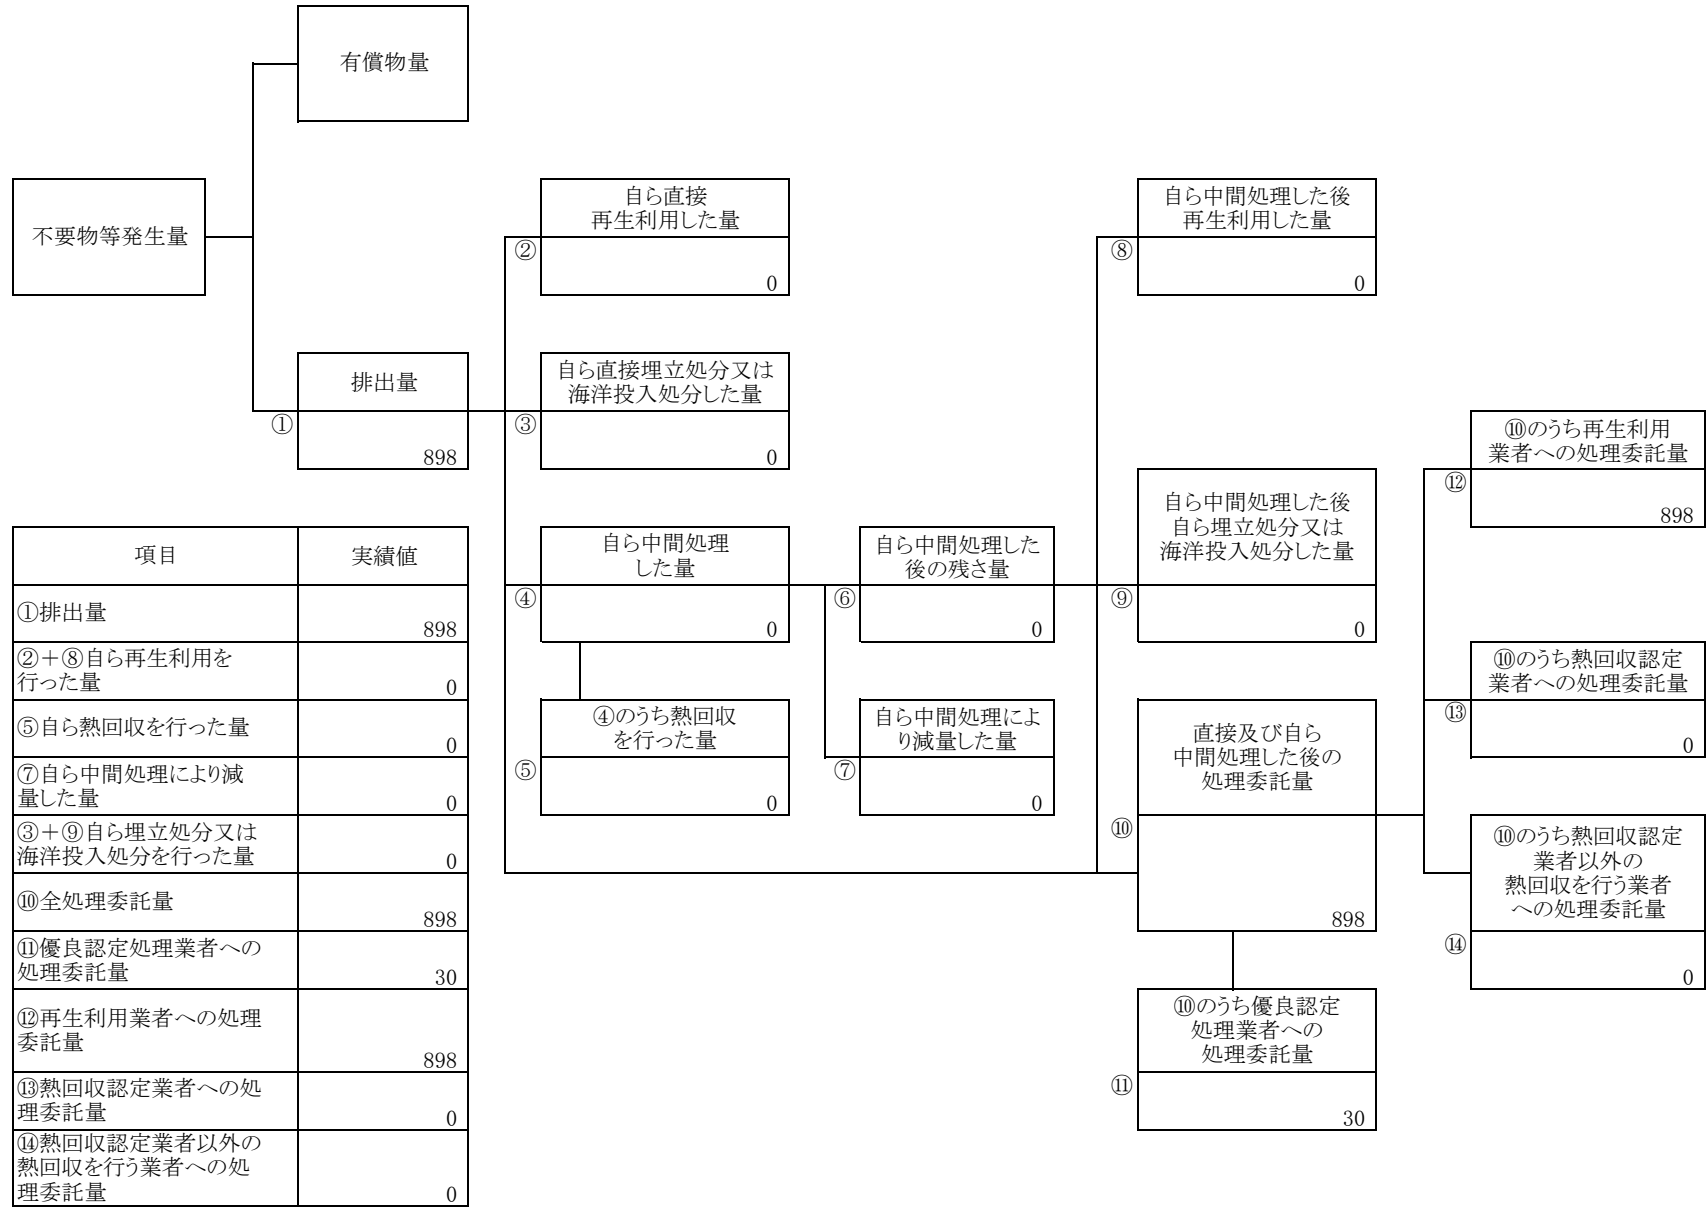 有償物量
不要物等発生量
自ら直接
再生利用した量
②
0
自ら中間処理した後
再生利用した量
⑧
0
排出量
①
898
自ら直接埋立処分又は
海洋投入処分した量
③
0
⑩のうち再生利用
業者への処理委託量
⑫
898
自ら中間処理した後
自ら埋立処分又は
海洋投入処分した量
⑨
0
自ら中間処理
した量
④
0
自ら中間処理した
後の残さ量
⑥
0
⑩のうち熱回収認定
業者への処理委託量
⑬
0
④のうち熱回収
を行った量
⑤
0
自ら中間処理によ
り減量した量
⑦
0
直接及び自ら
中間処理した後の
処理委託量
⑩
898
⑩のうち熱回収認定
業者以外の
熱回収を行う業者
への処理委託量
⑭
0
⑩のうち優良認定
処理業者への
処理委託量
⑪
30
項目 実績値
①排出量
898
②＋⑧自ら再生利用を
行った量
0
⑤自ら熱回収を行った量
0
⑦自ら中間処理により減
量した量
0
③＋⑨自ら埋立処分又は
海洋投入処分を行った量
0
⑩全処理委託量
898
⑪優良認定処理業者への
処理委託量
30
⑫再生利用業者への処理
委託量
898
⑬熱回収認定業者への処
理委託量
0
⑭熱回収認定業者以外の
熱回収を行う業者への処
理委託量
0